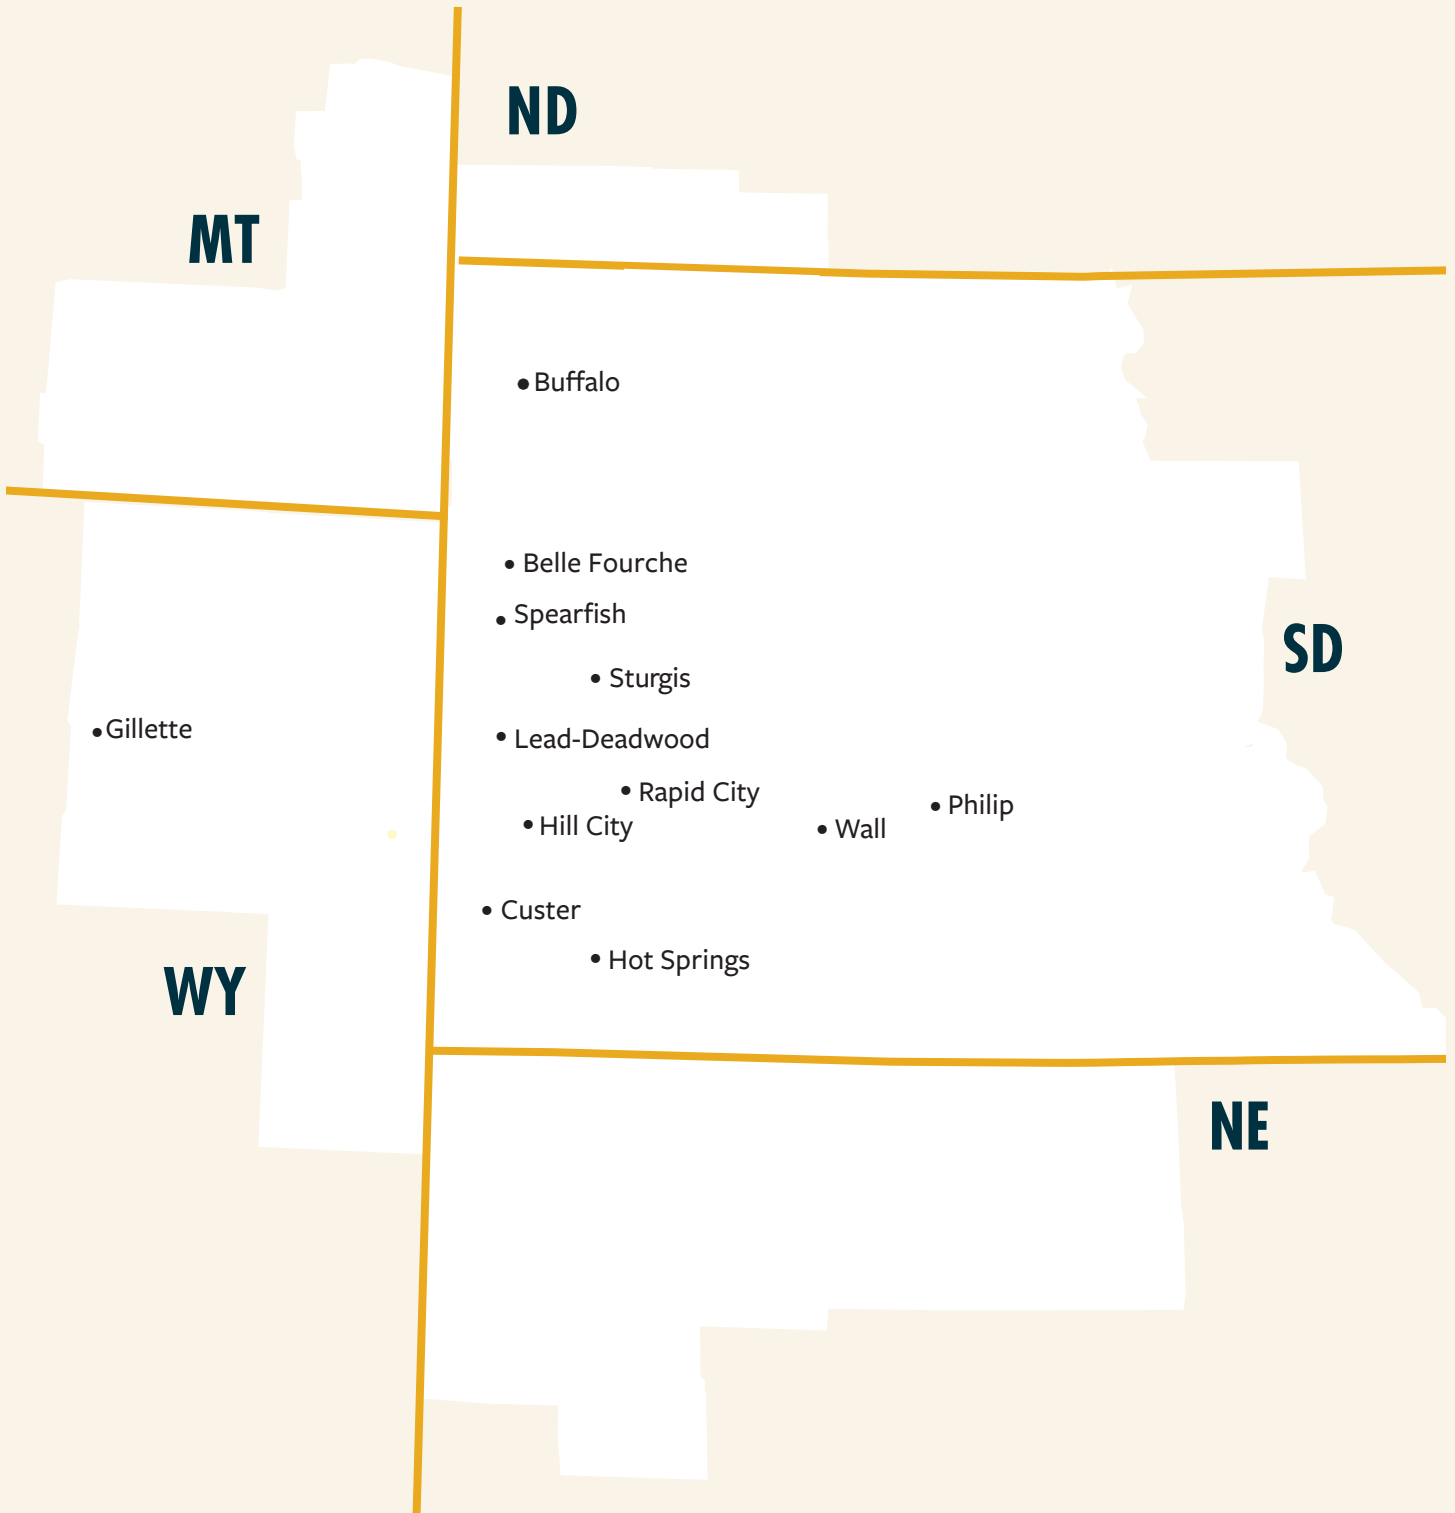 ND
MT
Buffalo
Belle Fourche
Spearfish
SD
Sturgis
Gillette
Lead-Deadwood
Rapid City
Philip
Hill City
Wall
Custer
Hot Springs
WY
NE